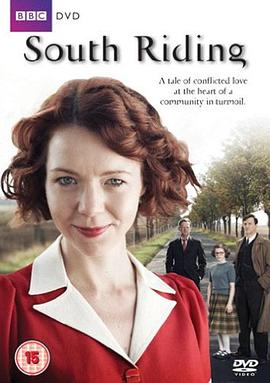 BBC DVD
South Riding
A tale of conflicted love
at the heart of a
community in turmoil.
15
DVD
VIDEO